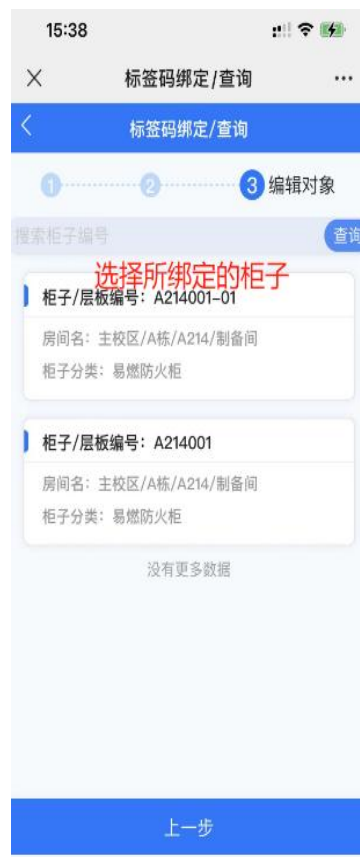 15:38
标签码绑定/查询
标签码绑定/查询
1 2 3 编辑对象
搜索柜子编号 查询
选择所绑定的柜子
柜子/层板编号：A214001-01
房间名：主校区/A栋/A214/制备间
柜子分类：易燃防火柜
柜子/层板编号：A214001
房间名：主校区/A栋/A214/制备间
柜子分类：易燃防火柜
没有更多数据
上一步